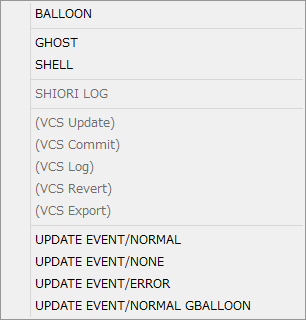 BALLOON
GHOST
SHELL
SHIORI LOG
(VCS Update)
(VCS Commit)
(VCS Log)
(VCS Revert)
(VCS Export)
UPDATE EVENT/NORMAL
UPDATE EVENT/NONE
UPDATE EVENT/ERROR
UPDATE EVENT/NORMAL GBALLOON